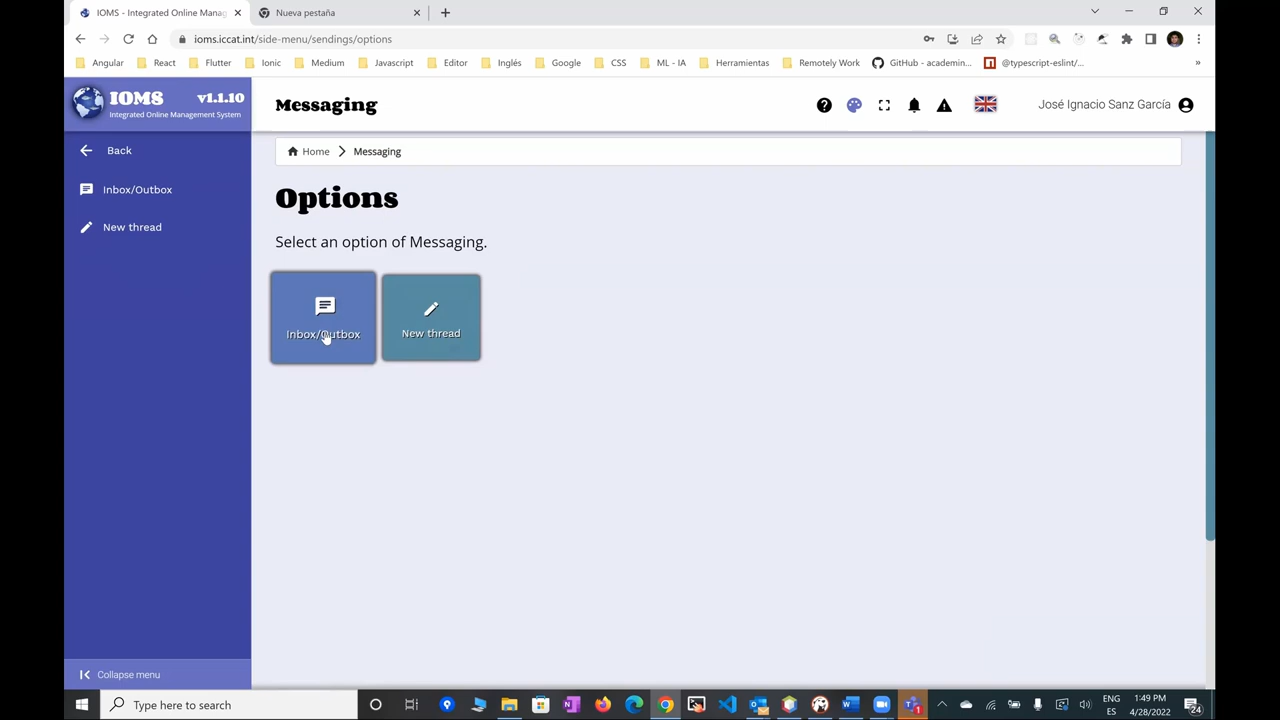 IOMS - Integrated Online Manag
Nueva pestaña
ioms.iccat.int/side-menu/sendings/options
Angular
React
Flutter
Ionic
Medium
Javascript
Editor
Inglés
Google
CSS
ML - IA
Herramientas
Remotely Work
GitHub - academin...
@typescript-eslint/...
»
IOMS v1.1.10
Integrated Online Management System
Messaging
José Ignacio Sanz García
Back
Inbox/Outbox
New thread
Home Messaging
Options
Select an option of Messaging.
Inbox/Outbox
New thread
Collapse menu
Type here to search
ENG
ES
1:49 PM
4/28/2022
24
1